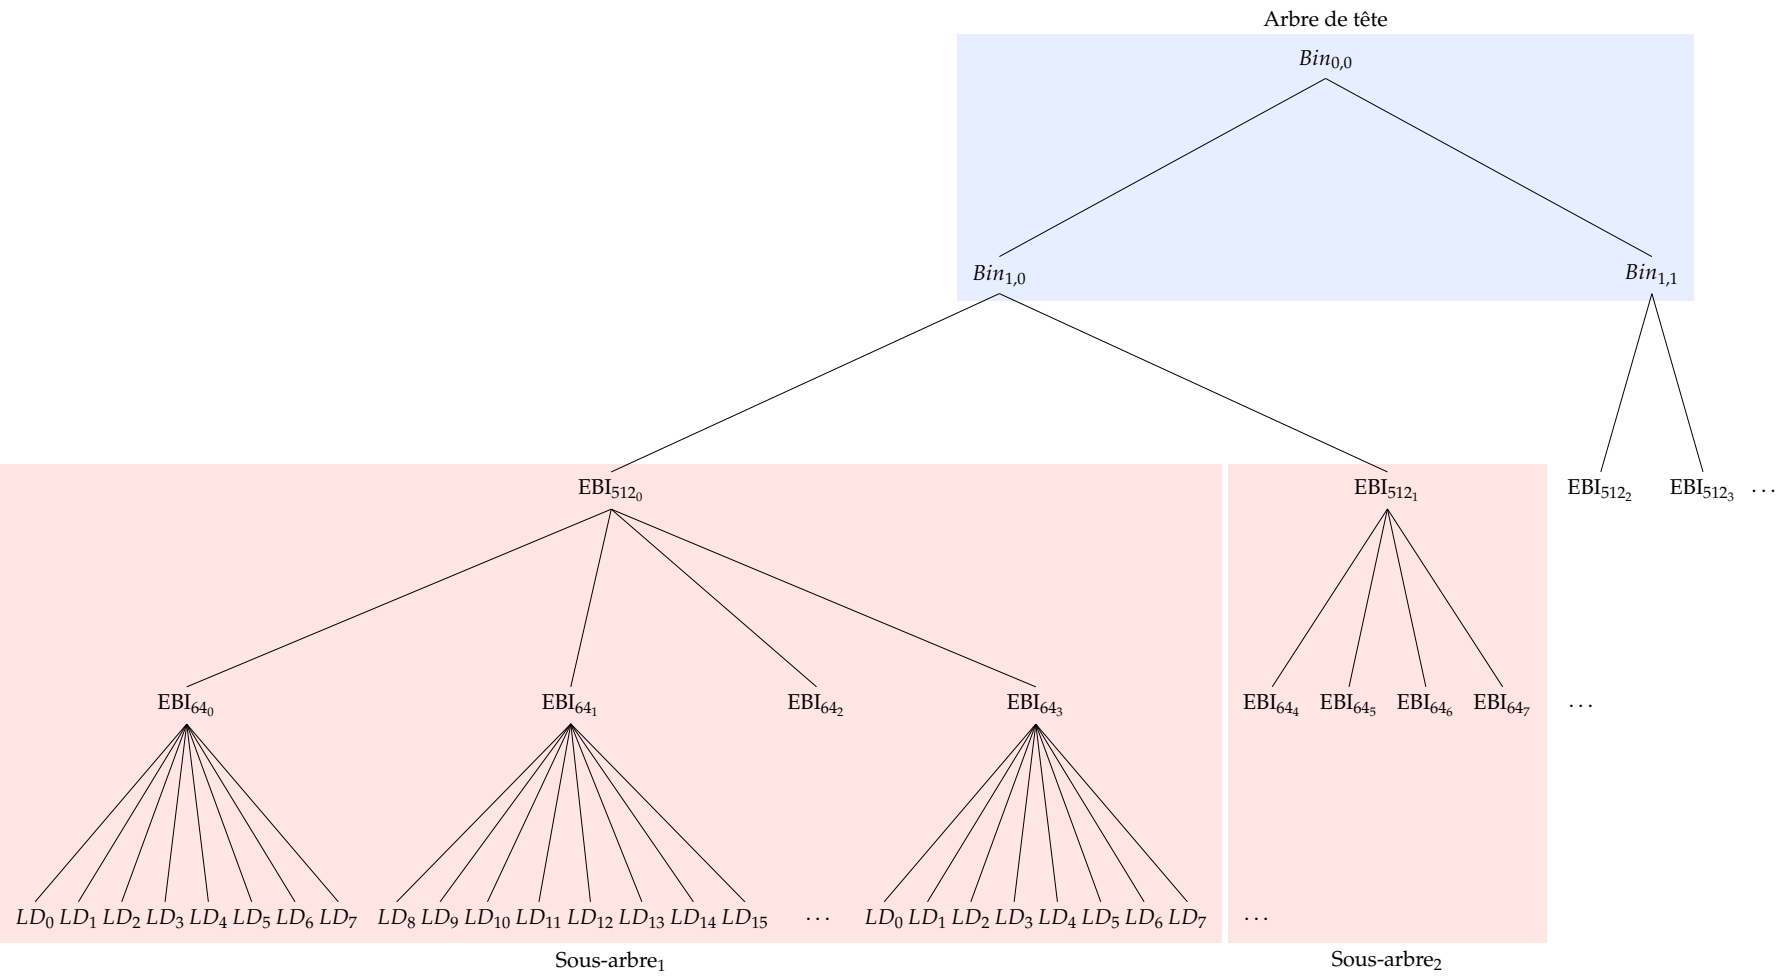 Arbre de tête
Bin0,0
Bin1,0 Bin1,1
EBI5120 EBI5121 EBI5122 EBI5123 ...
EBI640 EBI641 EBI642 EBI643 EBI644 EBI645 EBI646 EBI647 ...
LD0 LD1 LD2 LD3 LD4 LD5 LD6 LD7 LD8 LD9 LD10 LD11 LD12 LD13 LD14 LD15 ... LD0 LD1 LD2 LD3 LD4 LD5 LD6 LD7 ...
Sous-arbre1 Sous-arbre2